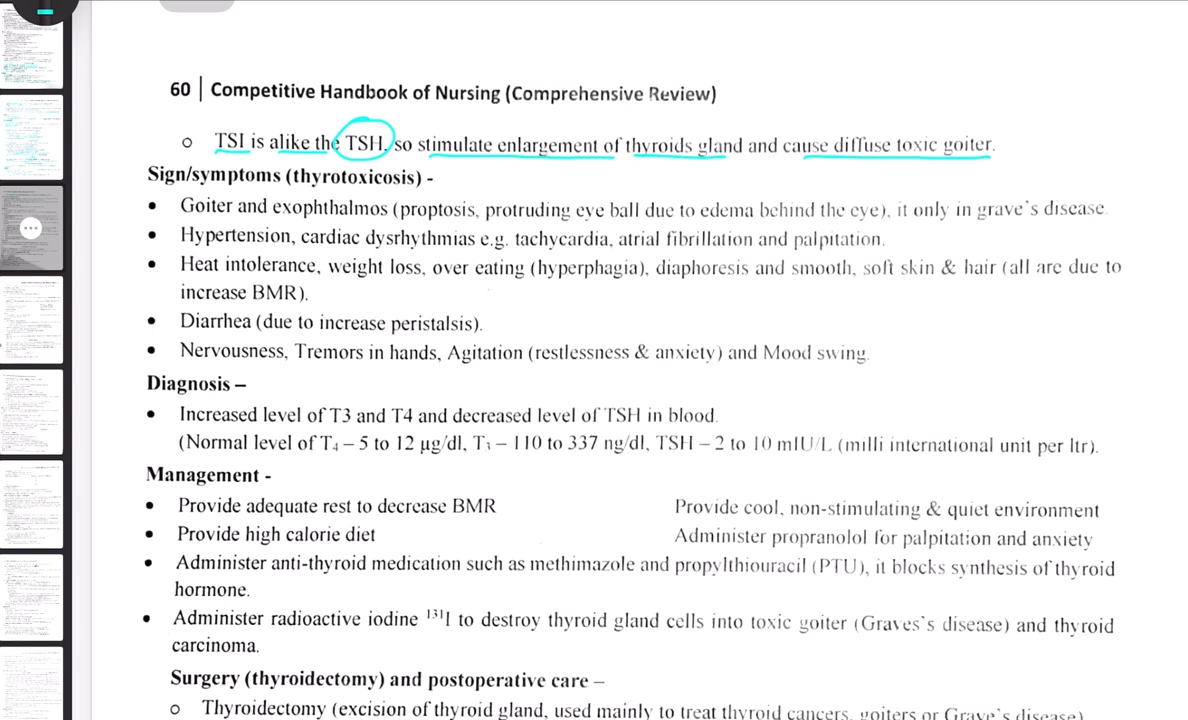 60 | Competitive Handbook of Nursing (Comprehensive Review)
o TSI is alike the TSH, so stimulate enlargement of thyroids gland and cause diffuse toxic goiter.
Sign/symptoms (thyrotoxicosis) -
• Goiter and exophthalmos (proptosis, protruding eye ball due to edema behind the eye), it only in grave's disease.
• Hypertension, cardiac dysrhythmas e.g. tachycardia, atrial fibrillation and palpitation.
• Heat intolerance, weight loss, over eating (hyperphagia), diaphoresis and smooth, soft skin & hair (all are due to
increase BMR).
• Diarrhea (due to increase peristalsis).
• Nervousness, Tremors in hands, Agitation (restlessness & anxiety) and Mood swing.
Diagnosis –
• Increased level of T3 and T4 and decreased level of TSH in blood.
(Normal level of T₄ – 5 to 12 µg/dl, T₃ – 110 to 337 ng/dl, TSH – 2 to 10 mIU/L (milli international unit per ltr).
Management -
• Provide adequate rest to decrease BMR Provide cool, non-stimulating & quiet environment
• Provide high calorie diet Administer propranolol for palpitation and anxiety
• Administer anti-thyroid medication such as methimazole and propylthiouracil (PTU), it blocks synthesis of thyroid
hormone.
• Administer radioactive iodine ¹³¹I to destroy thyroid gland cells into toxic goiter (Graves's disease) and thyroid
carcinoma.
Surgery (thyroidectomy) and postoperative care –
o Thyroidectomy (excision of thyroid gland, used mainly to treat thyroid cancers, goiters or Grave's disease)